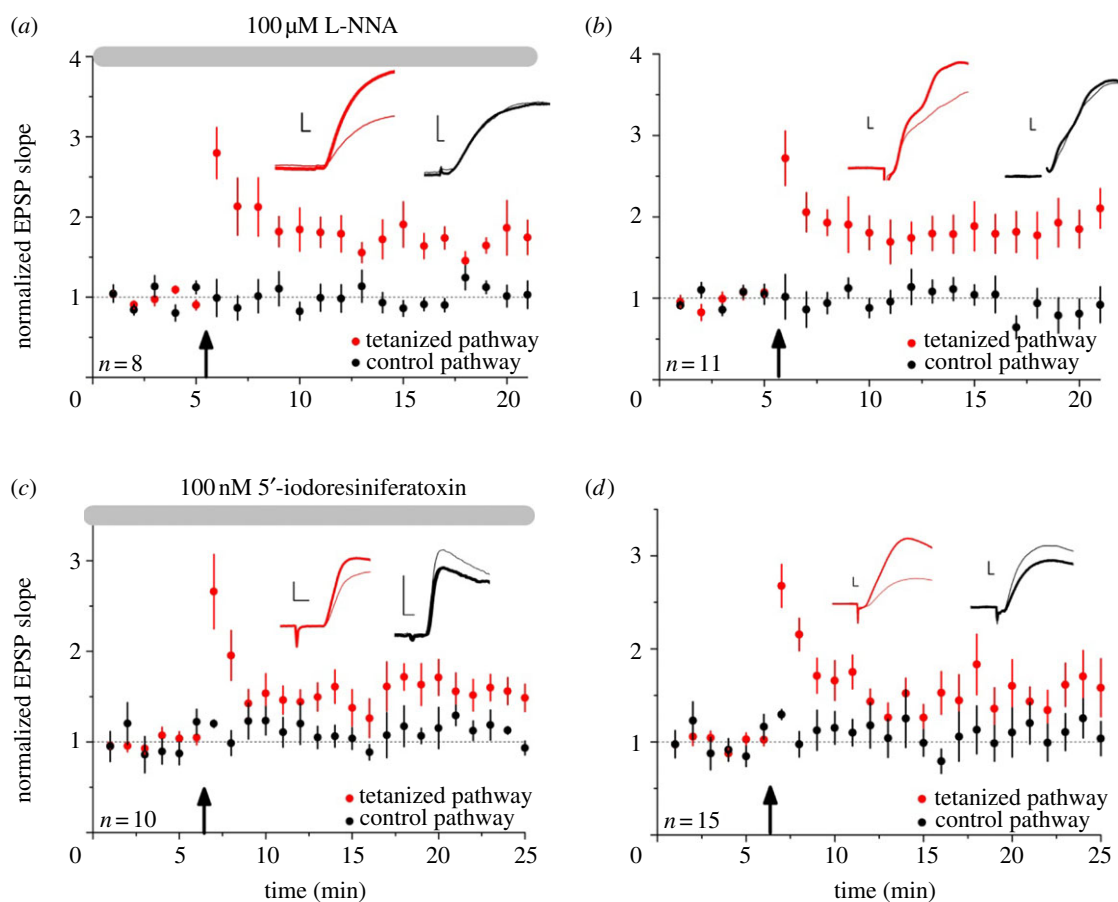 (a) 100 µM L-NNA
4
3
2
1
normalized EPSP slope
tetanized pathway
control pathway
n = 8
0 5 10 15 20
(b)
4
3
2
1
tetanized pathway
control pathway
n = 11
0 5 10 15 20
(c) 100 nM 5′-iodoresiniferatoxin
3
2
1
normalized EPSP slope
tetanized pathway
control pathway
n = 10
0 5 10 15 20 25
time (min)
(d)
3
2
1
tetanized pathway
control pathway
n = 15
0 5 10 15 20 25
time (min)